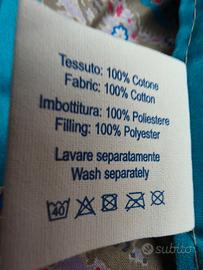 Tessuto: 100% Cotone
Fabric: 100% Cotton
Imbottitura: 100% Poliestere
Filling: 100% Polyester
Lavare separatamente
Wash separately
40
subito